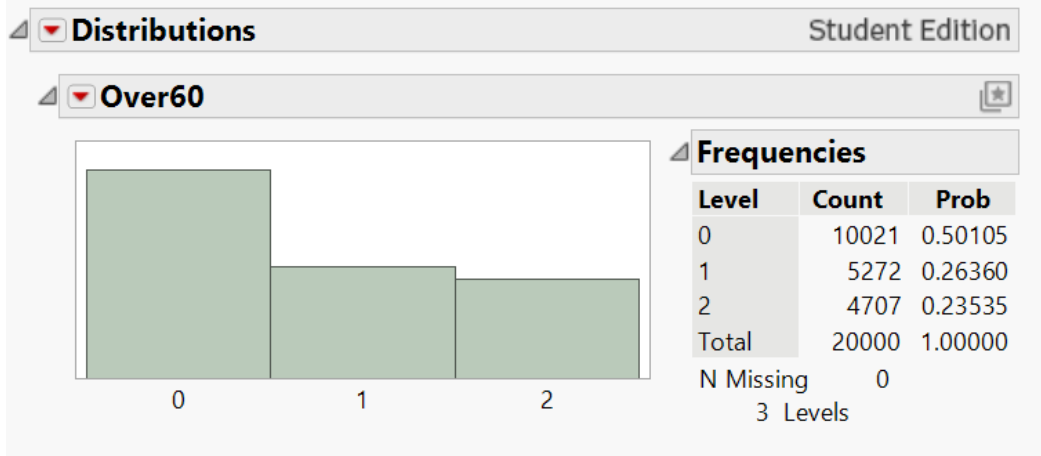 Distributions Student Edition
Over60
0 1 2
Frequencies
Level Count Prob
0 10021 0.50105
1 5272 0.26360
2 4707 0.23535
Total 20000 1.00000
N Missing 0
3 Levels